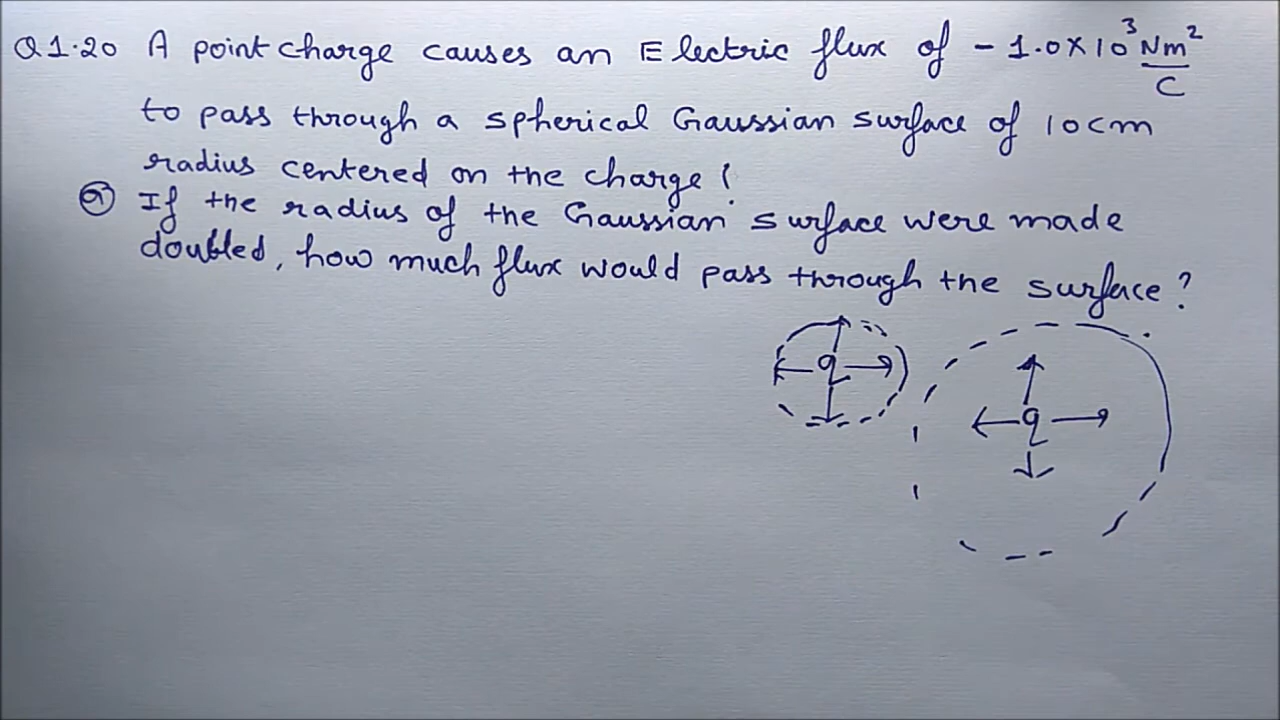 Q1.20 A point charge causes an Electric flux of - 1.0 x 10³ Nm²/C
to pass through a spherical Gaussian surface of 10cm
radius centered on the charge!
(a) If the radius of the Gaussian surface were made
doubled, how much flux would pass through the surface?
q
q